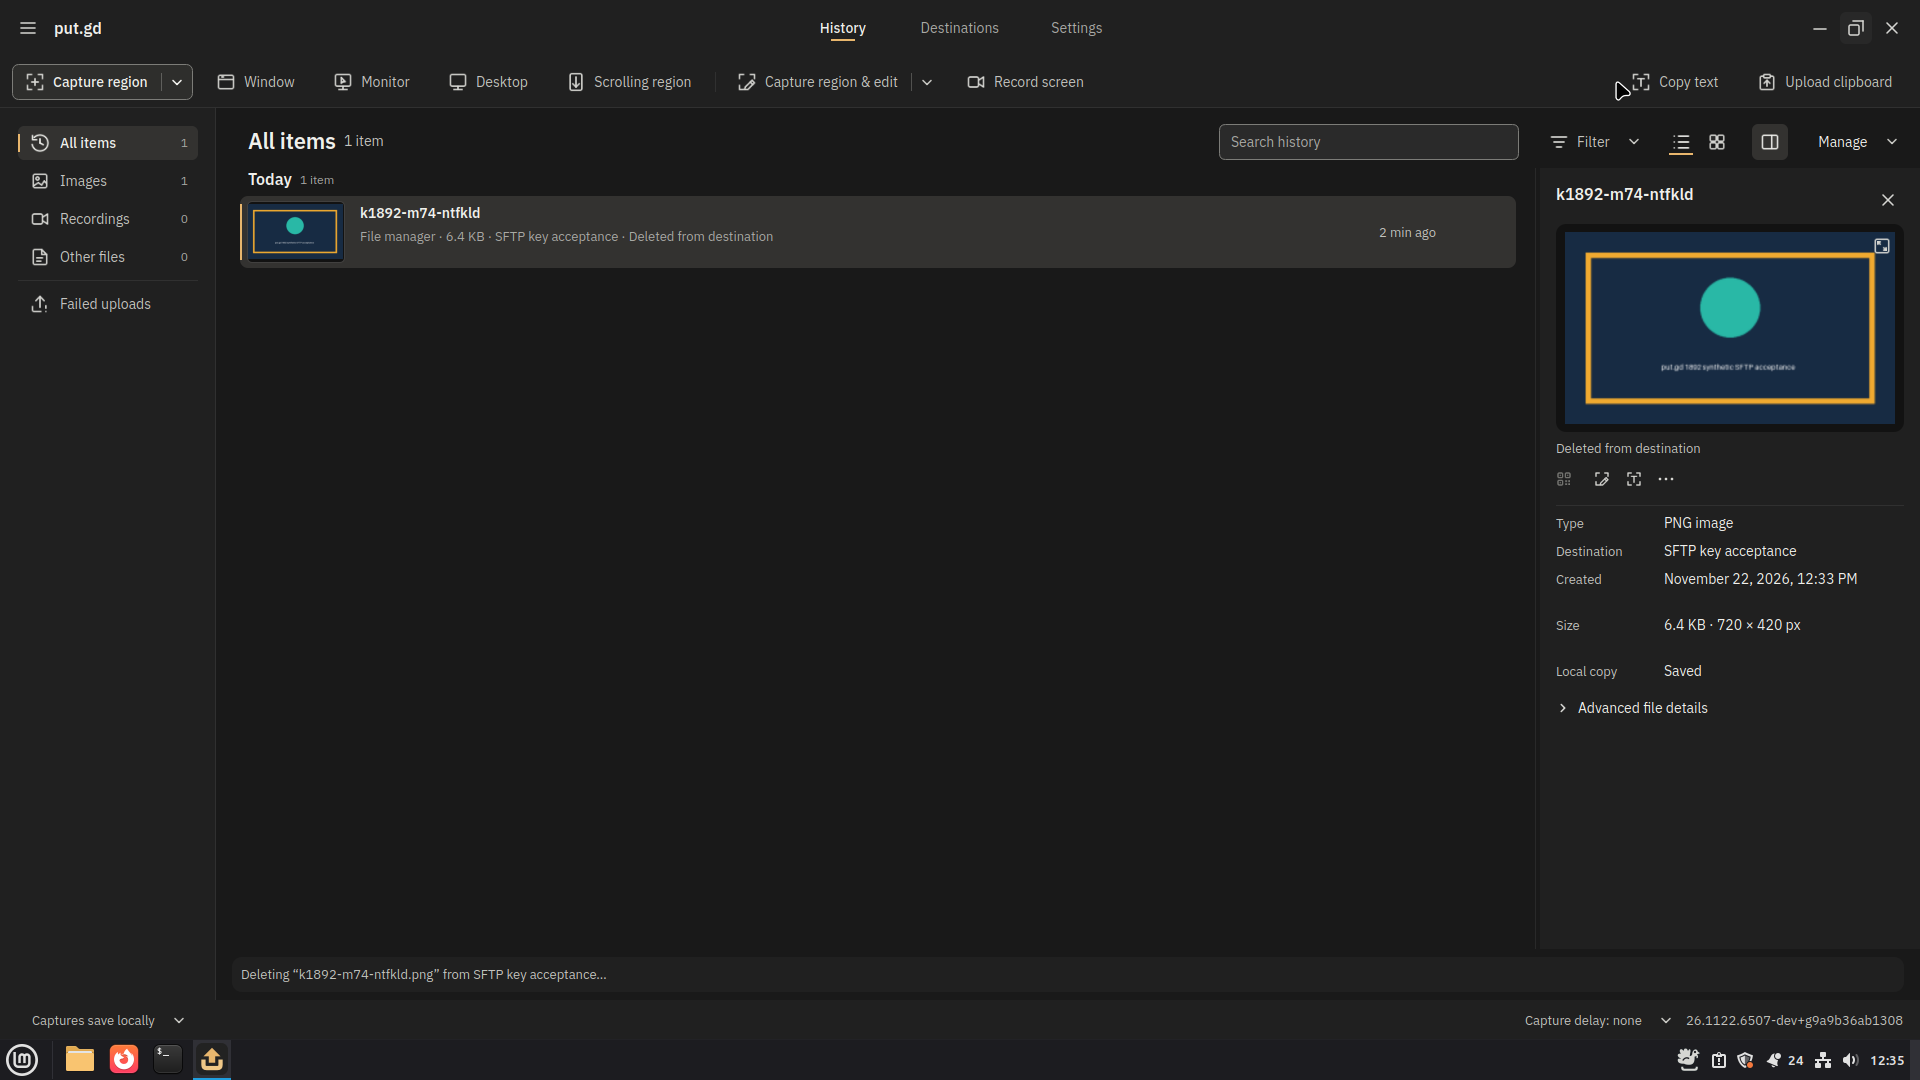 put.gd
History
Destinations
Settings
Capture region
Window
Monitor
Desktop
Scrolling region
Capture region & edit
Record screen
Copy text
Upload clipboard
All items 1
Images 1
Recordings 0
Other files 0
Failed uploads
All items 1 item
Search history
Filter
Manage
Today 1 item
k1892-m74-ntfkld
File manager · 6.4 KB · SFTP key acceptance · Deleted from destination
2 min ago
k1892-m74-ntfkld
put.gd 1892 synthetic SFTP acceptance
Deleted from destination
Type PNG image
Destination SFTP key acceptance
Created November 22, 2026, 12:33 PM
Size 6.4 KB · 720 × 420 px
Local copy Saved
Advanced file details
Deleting “k1892-m74-ntfkld.png” from SFTP key acceptance...
Captures save locally
Capture delay: none
26.1122.6507-dev+g9a9b36ab1308
24
12:35